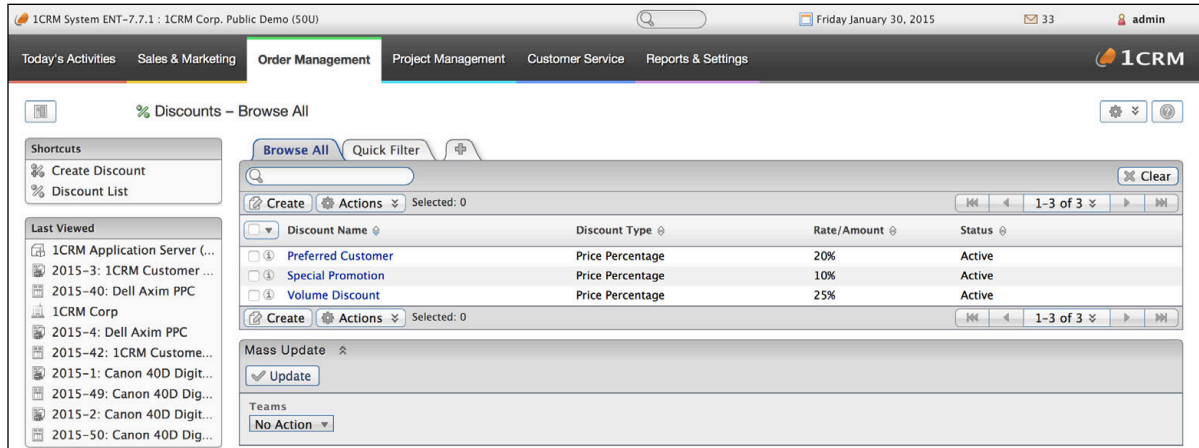 1CRM System ENT-7.7.1 : 1CRM Corp. Public Demo (50U)
Friday January 30, 2015
33
admin
Today's Activities
Sales & Marketing
Order Management
Project Management
Customer Service
Reports & Settings
1CRM
Discounts – Browse All
Shortcuts
Create Discount
Discount List
Last Viewed
1CRM Application Server (...
2015-3: 1CRM Customer ...
2015-40: Dell Axim PPC
1CRM Corp
2015-4: Dell Axim PPC
2015-42: 1CRM Custome...
2015-1: Canon 40D Digit...
2015-49: Canon 40D Dig...
2015-2: Canon 40D Digit...
2015-50: Canon 40D Dig...
Browse All
Quick Filter
Clear
Create
Actions
Selected: 0
1-3 of 3
Discount Name
Discount Type
Rate/Amount
Status
Preferred Customer Price Percentage 20% Active
Special Promotion Price Percentage 10% Active
Volume Discount Price Percentage 25% Active
Create
Actions
Selected: 0
1-3 of 3
Mass Update
Update
Teams
No Action